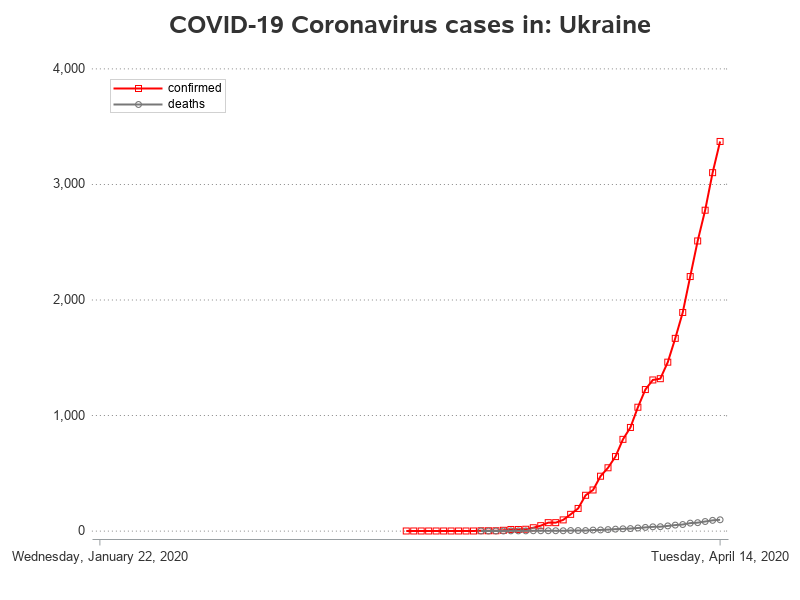 COVID-19 Coronavirus cases in: Ukraine
4,000
confirmed
deaths
3,000
2,000
1,000
0
Wednesday, January 22, 2020
Tuesday, April 14, 2020